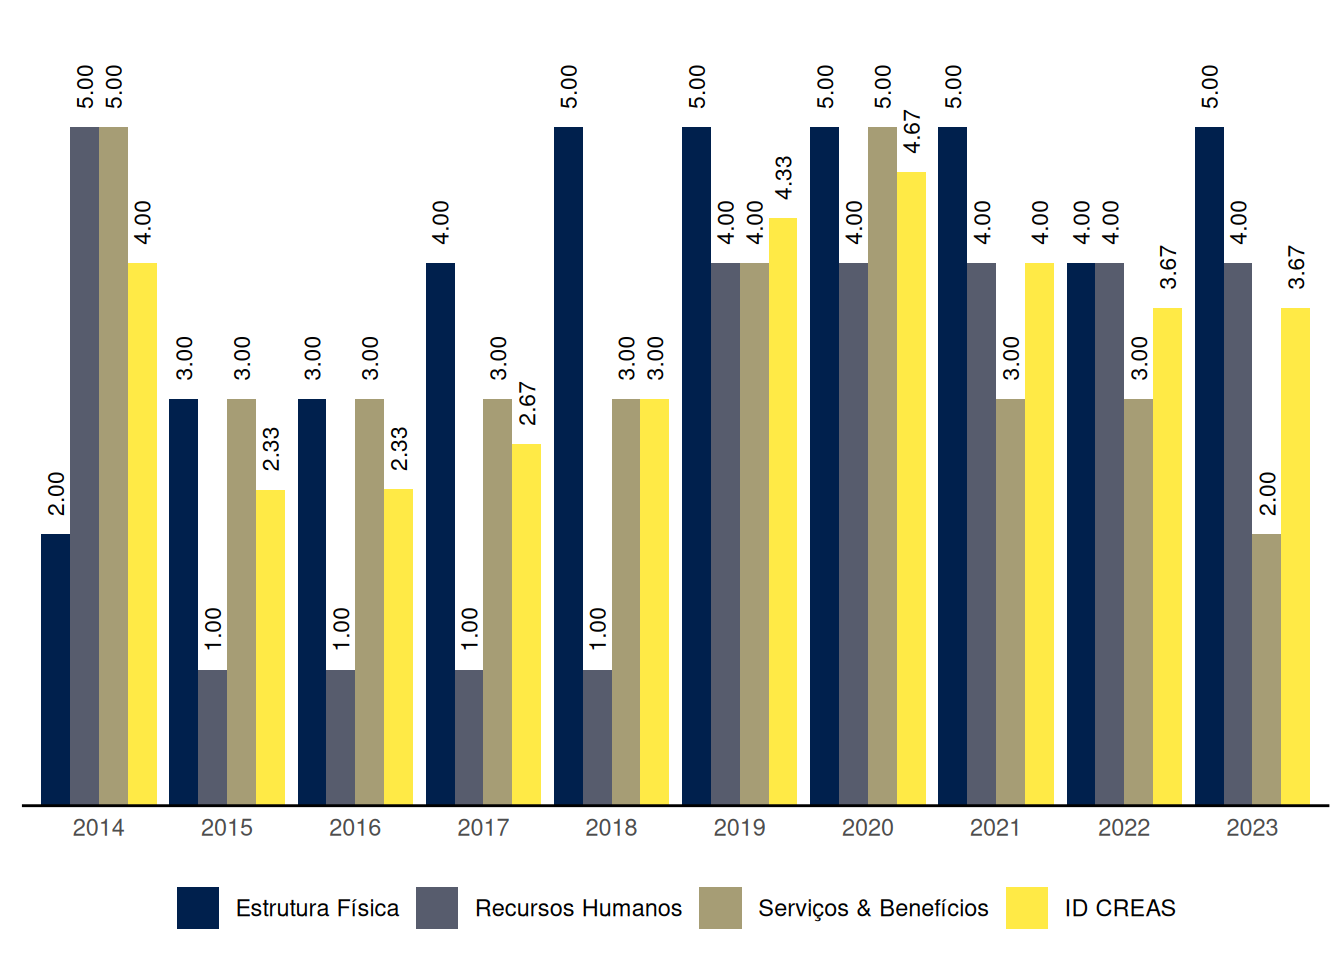 2.00 5.00 5.00 4.00
3.00 1.00 3.00 2.33
3.00 1.00 3.00 2.33
4.00 1.00 3.00 2.67
5.00 1.00 3.00 3.00
5.00 4.00 4.00 4.33
5.00 4.00 5.00 4.67
5.00 4.00 3.00 4.00
4.00 4.00 3.00 3.67
5.00 4.00 2.00 3.67
2014 2015 2016 2017 2018 2019 2020 2021 2022 2023
Estrutura Física Recursos Humanos Serviços & Benefícios ID CREAS